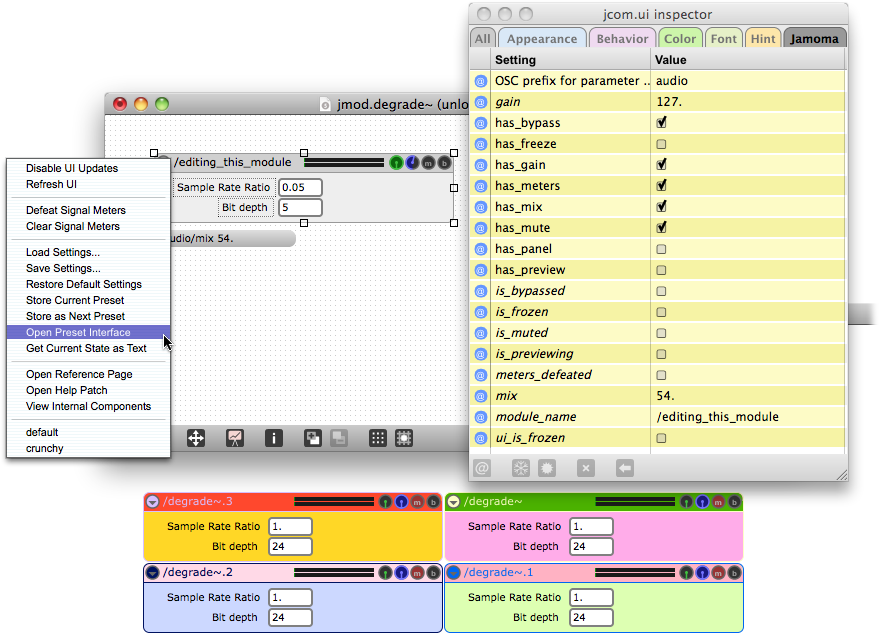 jcom.ui inspector
All Appearance Behavior Color Font Hint Jamoma
Setting Value
OSC prefix for parameter .. audio
gain 127.
has_bypass
has_freeze
has_gain
has_meters
has_mix
has_mute
has_panel
has_preview
is_bypassed
is_frozen
is_muted
is_previewing
meters_defeated
mix 54.
module_name /editing_this_module
ui_is_frozen
jmod.degrade~ (unlo
/editing_this_module m b
Sample Rate Ratio 0.05
Bit depth 5
udio/mix 54.
Disable UI Updates
Refresh UI
Defeat Signal Meters
Clear Signal Meters
Load Settings...
Save Settings...
Restore Default Settings
Store Current Preset
Store as Next Preset
Open Preset Interface
Get Current State as Text
Open Reference Page
Open Help Patch
View Internal Components
default
crunchy
/degrade~.3 m b
Sample Rate Ratio 1.
Bit depth 24
/degrade~ m b
Sample Rate Ratio 1.
Bit depth 24
/degrade~.2 m b
Sample Rate Ratio 1.
Bit depth 24
/degrade~.1 m b
Sample Rate Ratio 1.
Bit depth 24